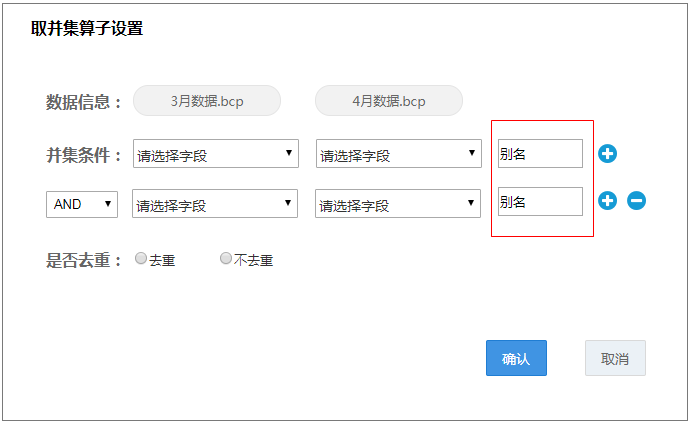 取并集算子设置
数据信息： 3月数据.bcp 4月数据.bcp
并集条件： 请选择字段 请选择字段 别名
AND 请选择字段 请选择字段 别名
是否去重： 去重 不去重
确认 取消